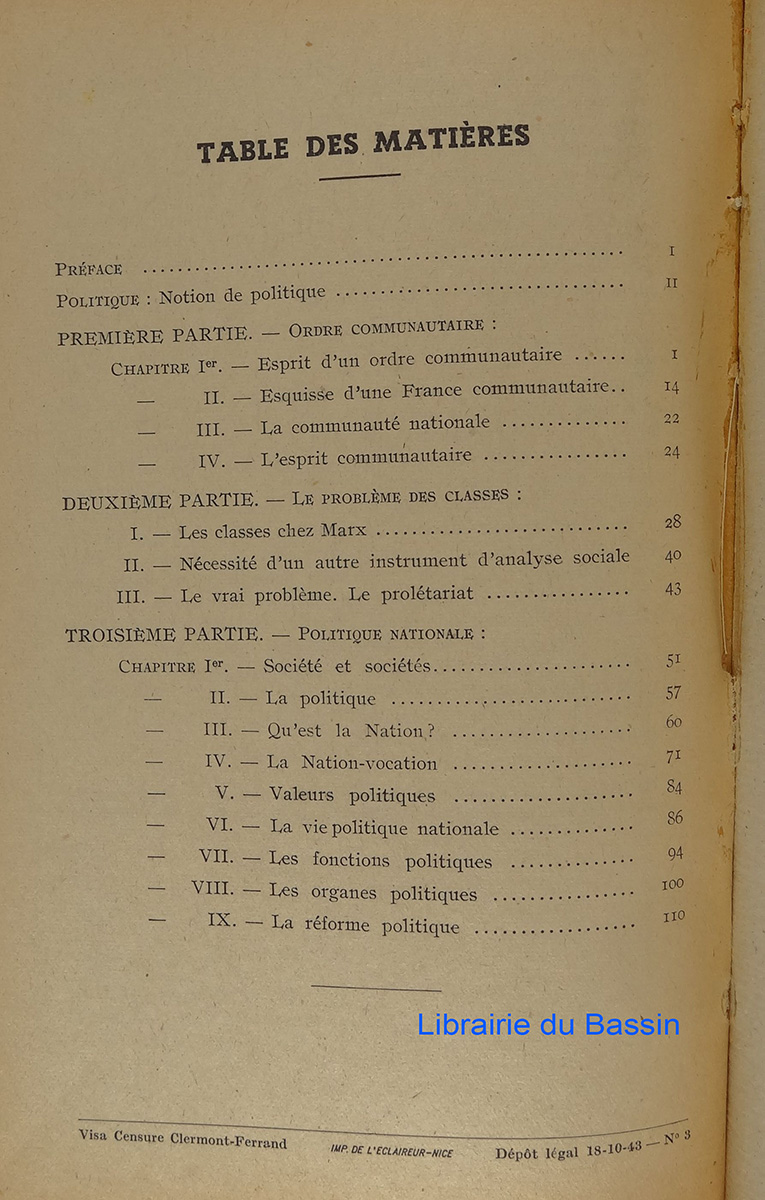 TABLE DES MATIÈRES
PRÉFACE .......... I
POLITIQUE : Notion de politique .......... II
PREMIÈRE PARTIE. — ORDRE COMMUNAUTAIRE :
CHAPITRE Ier. — Esprit d'un ordre communautaire ...... 1
— II. — Esquisse d'une France communautaire.. 14
— III. — La communauté nationale .......... 22
— IV. — L'esprit communautaire .......... 24
DEUXIÈME PARTIE. — LE PROBLÈME DES CLASSES :
I. — Les classes chez Marx .......... 28
II. — Nécessité d'un autre instrument d'analyse sociale 40
III. — Le vrai problème. Le prolétariat .......... 43
TROISIÈME PARTIE. — POLITIQUE NATIONALE :
CHAPITRE Ier. — Société et sociétés.......... 51
— II. — La politique .......... 57
— III. — Qu'est la Nation ? .......... 60
— IV. — La Nation-vocation .......... 71
— V. — Valeurs politiques .......... 84
— VI. — La vie politique nationale .......... 86
— VII. — Les fonctions politiques .......... 94
— VIII. — Les organes politiques .......... 100
— IX. — La réforme politique .......... 110
Librairie du Bassin
Visa Censure Clermont-Ferrand IMP. DE L'ECLAIREUR-NICE Dépôt légal 18-10-43 — N° 3